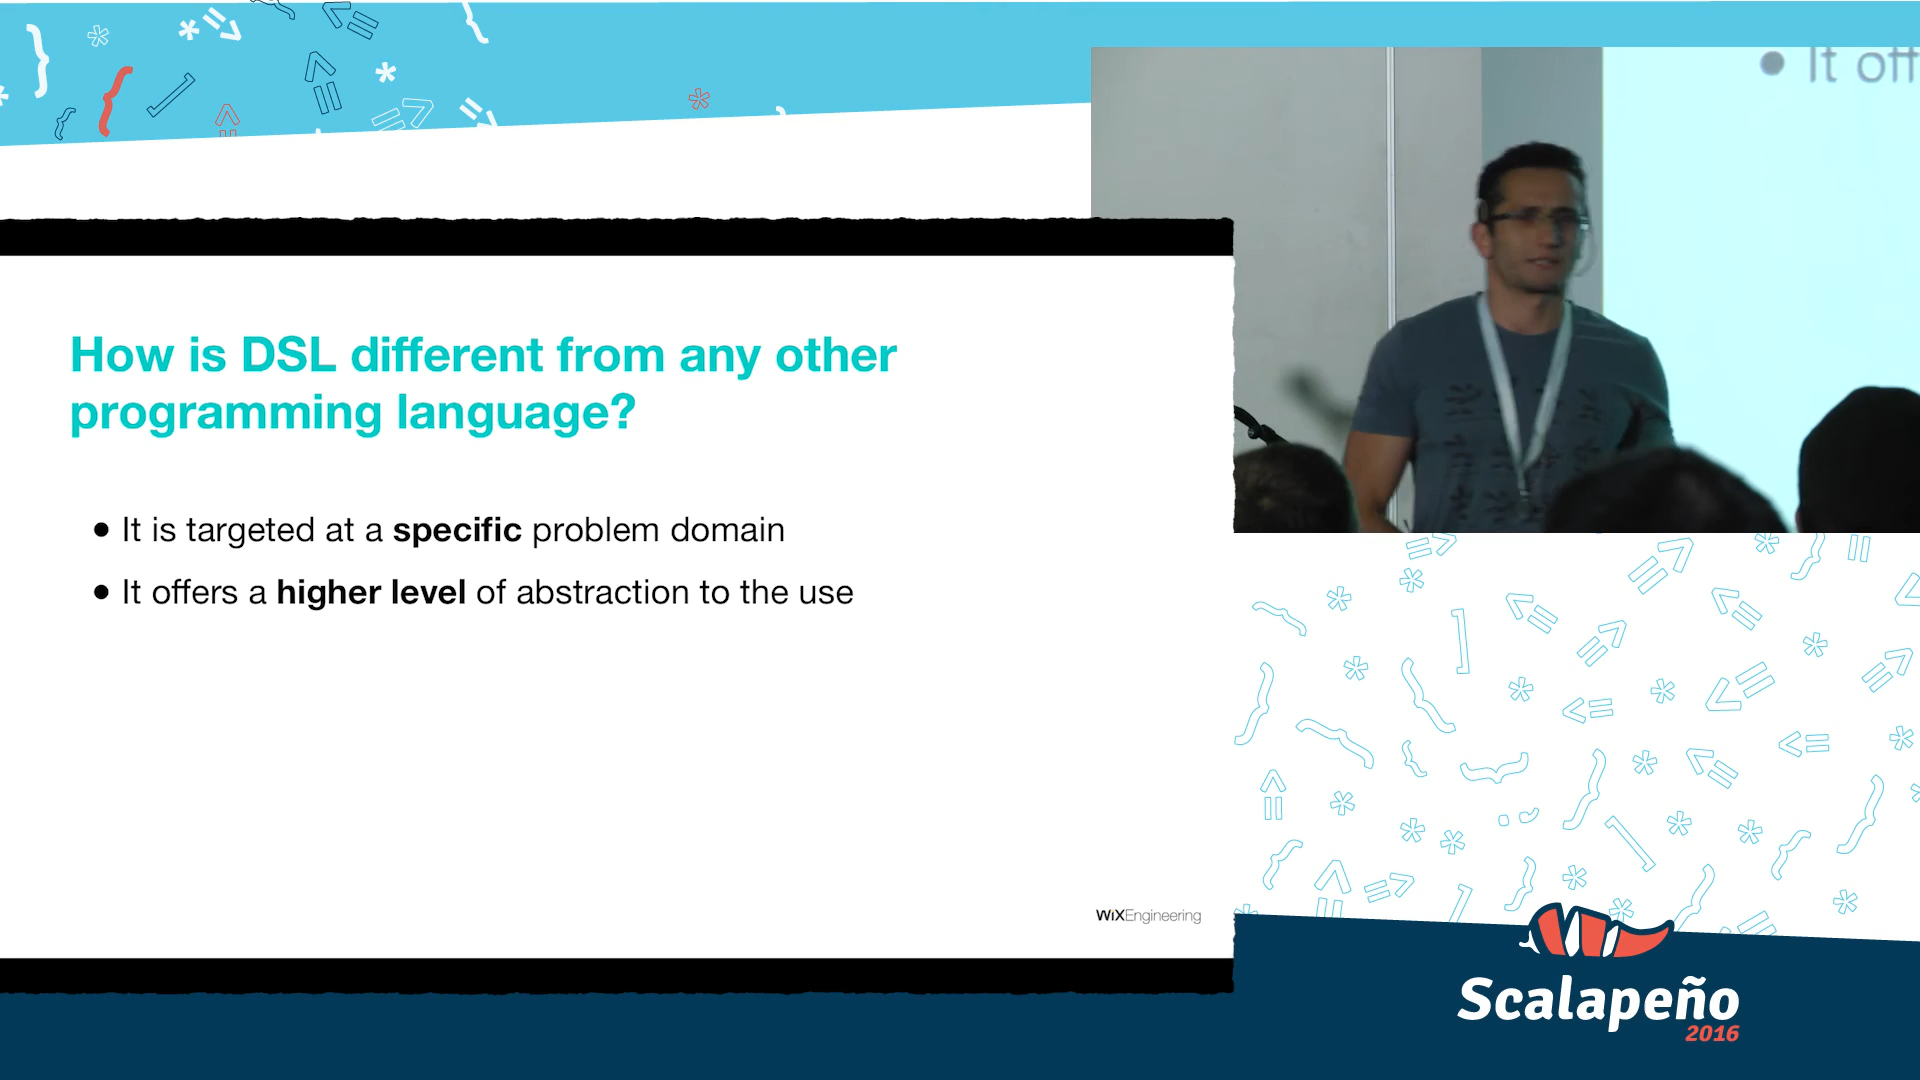 It off
How is DSL different from any other
programming language?
● It is targeted at a specific problem domain
● It offers a higher level of abstraction to the use
WiXEngineering
Scalapeño
2016